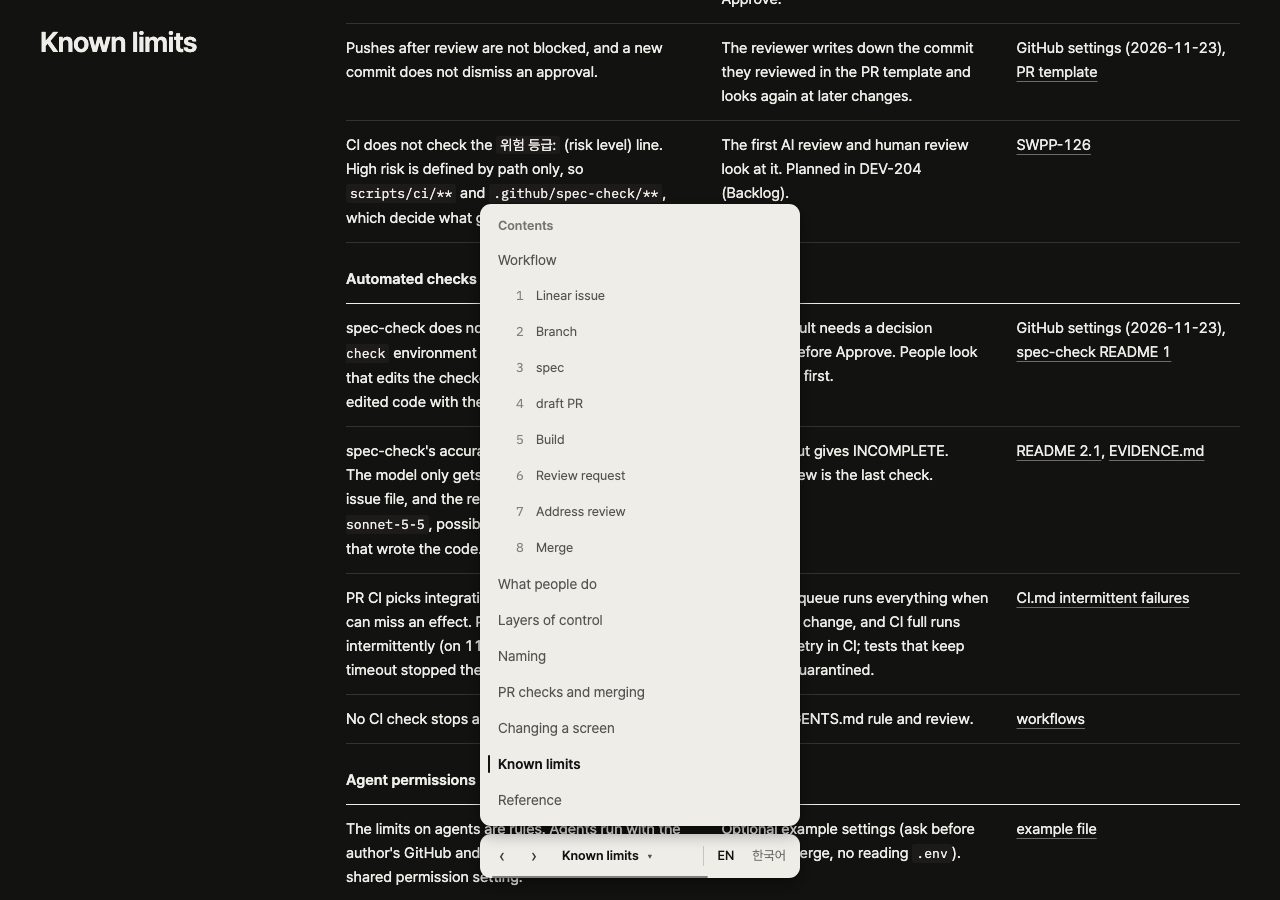 Known limits
Approve.
Pushes after review are not blocked, and a new
commit does not dismiss an approval.
The reviewer writes down the commit
they reviewed in the PR template and
looks again at later changes.
GitHub settings (2026-11-23),
PR template
CI does not check the 위험 등급: (risk level) line.
High risk is defined by path only, so
scripts/ci/** and .github/spec-check/**,
which decide what
The first AI review and human review
look at it. Planned in DEV-204
(Backlog).
SWPP-126
Automated checks
spec-check does
check environment
that edits the
edited code with
ult needs a decision
efore Approve. People look
first.
GitHub settings (2026-11-23),
spec-check README 1
spec-check's
The model only gets
issue file, and the
sonnet-5-5, 
that wrote the code.
ut gives INCOMPLETE.
ew is the last check.
README 2.1, EVIDENCE.md
PR CI picks
can miss an effect.
intermittently (on 11
timeout stopped the
queue runs everything when
change, and CI full runs
etry in CI; tests that keep
uarantined.
CI.md intermittent failures
No CI check stops a
GENTS.md rule and review.
workflows
Agent permissions
The limits on agents are rules. Agents run with the
author's GitHub and
shared permission setting.
Optional example settings (ask before
erge, no reading .env).
example file
Contents
Workflow
1 Linear issue
2 Branch
3 spec
4 draft PR
5 Build
6 Review request
7 Address review
8 Merge
What people do
Layers of control
Naming
PR checks and merging
Changing a screen
Known limits
Reference
‹ › Known limits ▾ EN 한국어